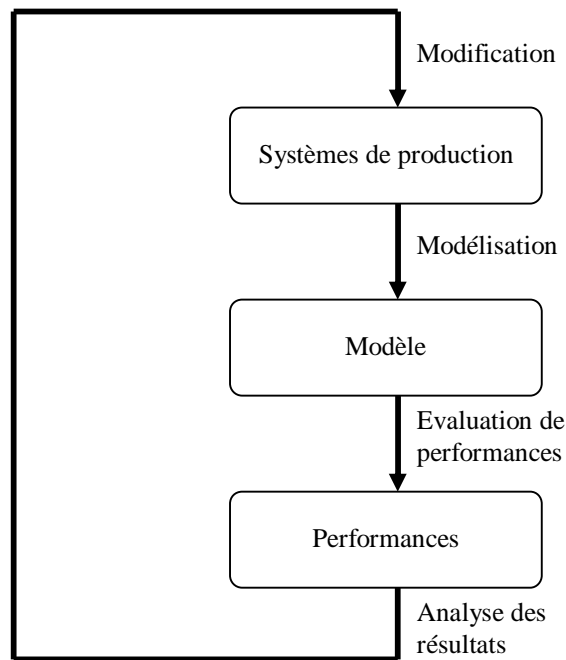 Modification
Systèmes de production
Modélisation
Modèle
Evaluation de
performances
Performances
Analyse des
résultats